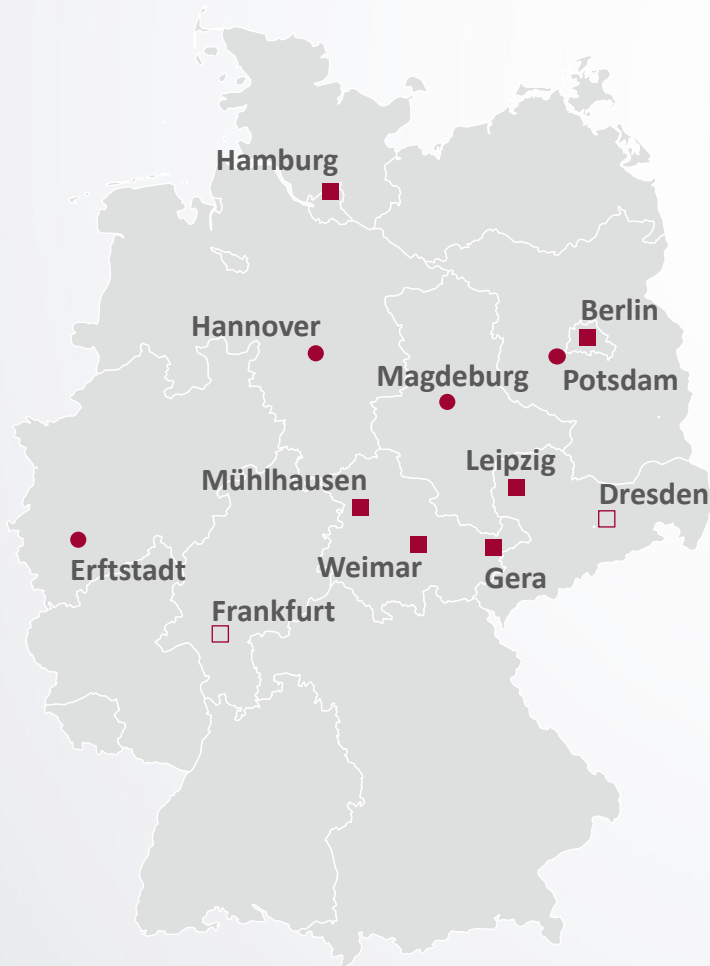 Hamburg
Berlin
Hannover
Potsdam
Magdeburg
Leipzig
Mühlhausen
Dresden
Weimar
Erftstadt
Gera
Frankfurt